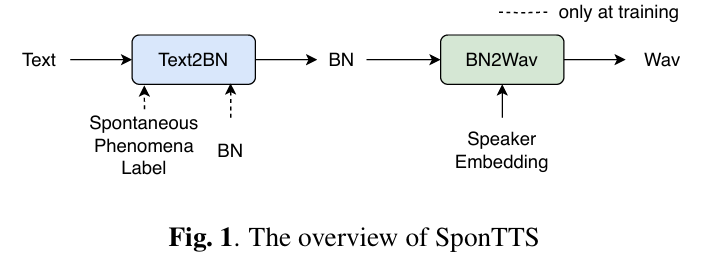 only at training
Text
Text2BN
BN
BN2Wav
Wav
Spontaneous
Phenomena
Label
BN
Speaker
Embedding
Fig. 1. The overview of SponTTS